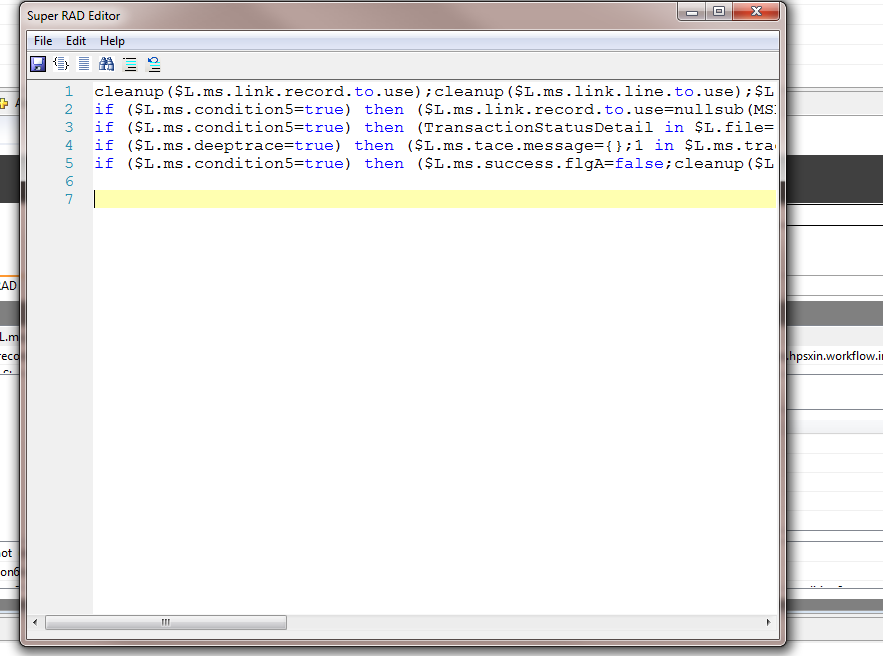 Super RAD Editor
File Edit Help
1 cleanup($L.ms.link.record.to.use);cleanup($L.ms.link.line.to.use);$L
2 if ($L.ms.condition5=true) then ($L.ms.link.record.to.use=nullsub(MS
3 if ($L.ms.condition5=true) then (TransactionStatusDetail in $L.file=
4 if ($L.ms.deeptrace=true) then ($L.ms.tace.message={};1 in $L.ms.tra
5 if ($L.ms.condition5=true) then ($L.ms.success.flgA=false;cleanup($L
6
7
A
AD
L.m
reco
.hpsxin.workflow.i
ot
on6